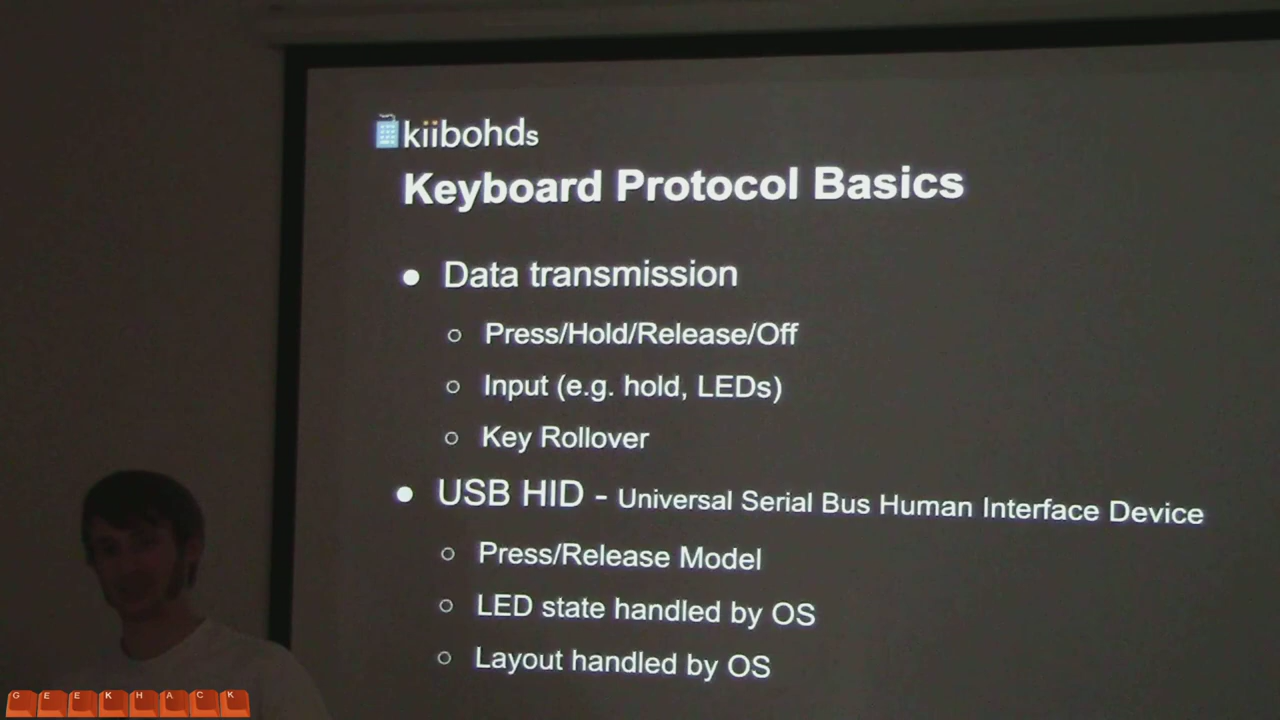 kiibohds
Keyboard Protocol Basics
● Data transmission
○ Press/Hold/Release/Off
○ Input (e.g. hold, LEDs)
○ Key Rollover
● USB HID - Universal Serial Bus Human Interface Device
○ Press/Release Model
○ LED state handled by OS
○ Layout handled by OS
GEEKHACK